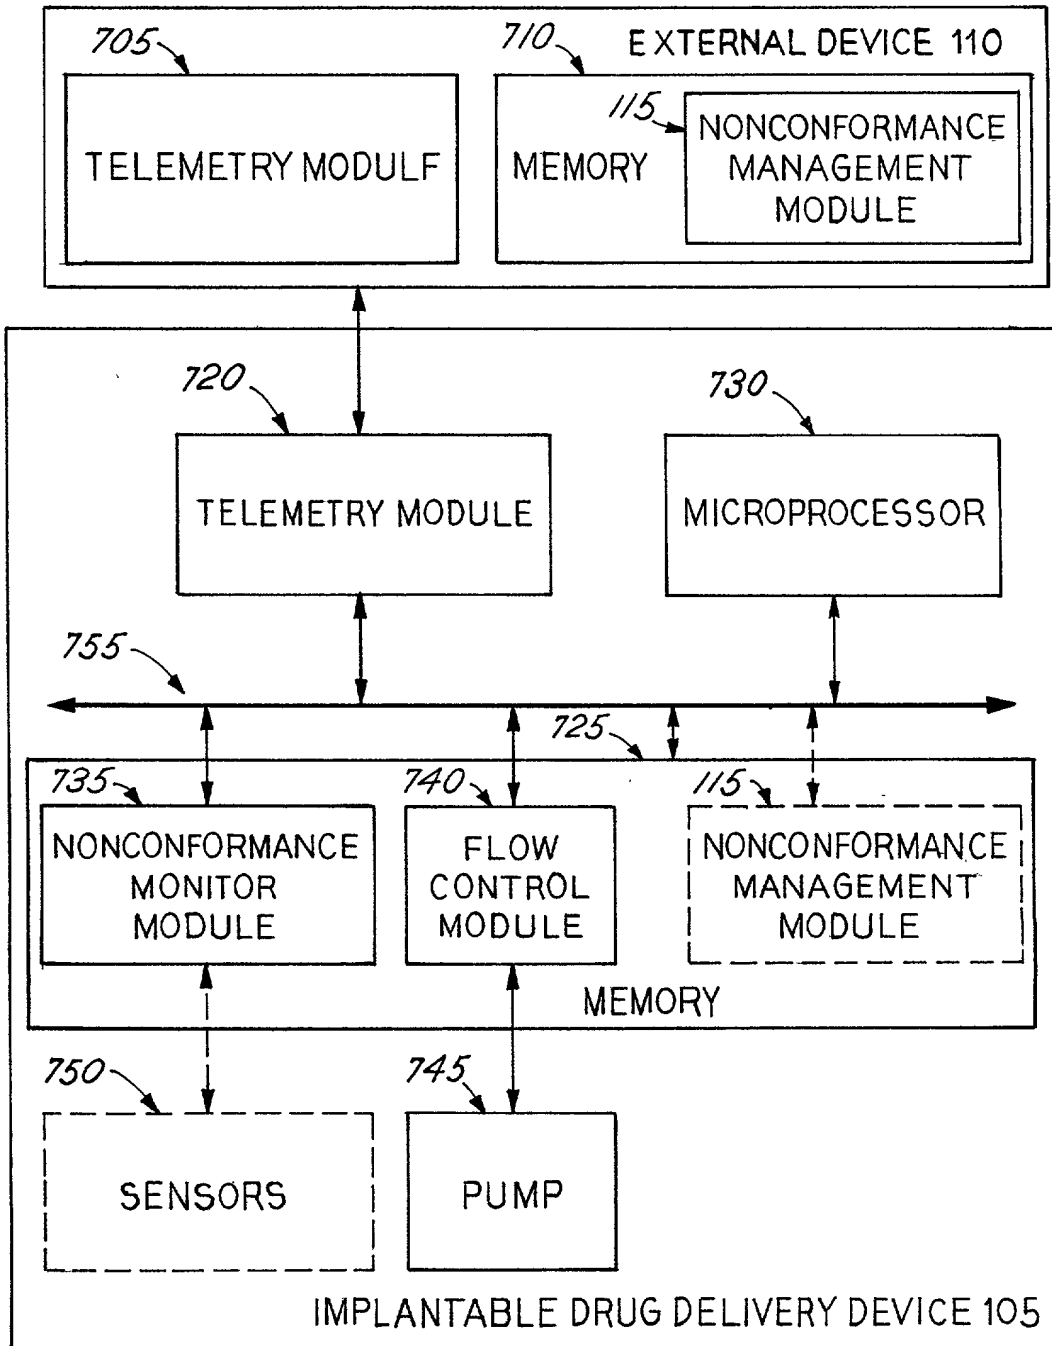 705
710
EXTERNAL DEVICE 110
115
TELEMETRY MODULF
MEMORY
NONCONFORMANCE
MANAGEMENT
MODULE
720
730
TELEMETRY MODULE
MICROPROCESSOR
755
725
735
740
115
NONCONFORMANCE
MONITOR
MODULE
FLOW
CONTROL
MODULE
NONCONFORMANCE
MANAGEMENT
MODULE
MEMORY
750
745
SENSORS
PUMP
IMPLANTABLE DRUG DELIVERY DEVICE 105